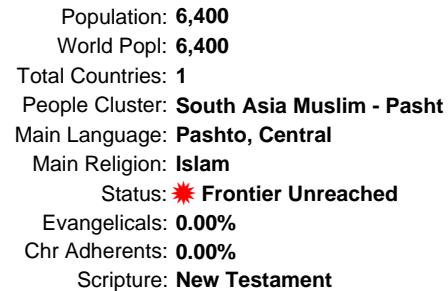 Population: 6,400
World Popl: 6,400
Total Countries: 1
People Cluster: South Asia Muslim - Pasht
Main Language: Pashto, Central
Main Religion: Islam
Status: Frontier Unreached
Evangelicals: 0.00%
Chr Adherents: 0.00%
Scripture: New Testament